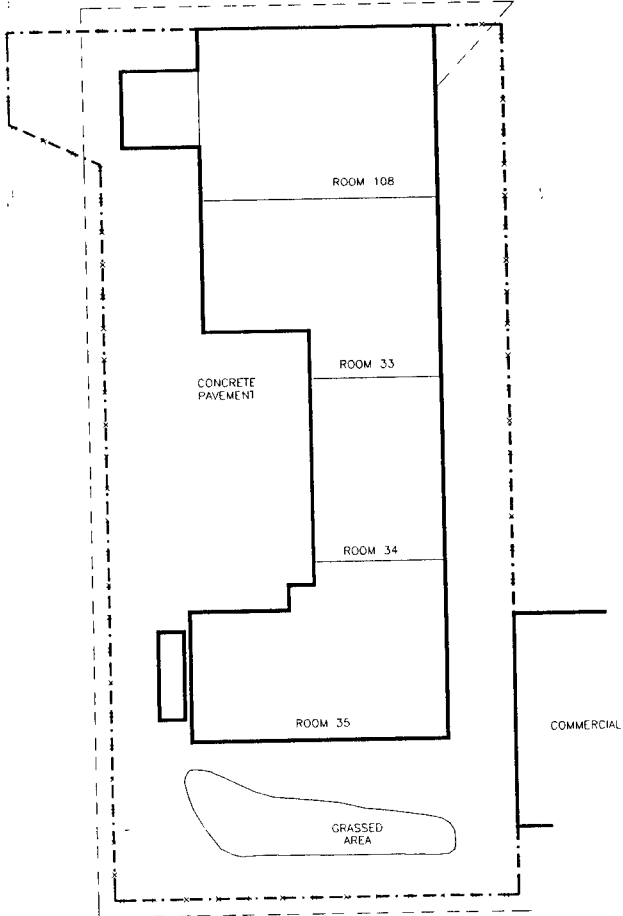 ROOM 108
ROOM 33
CONCRETE
PAVEMENT
ROOM 34
ROOM 35
COMMERCIAL
GRASSED
AREA